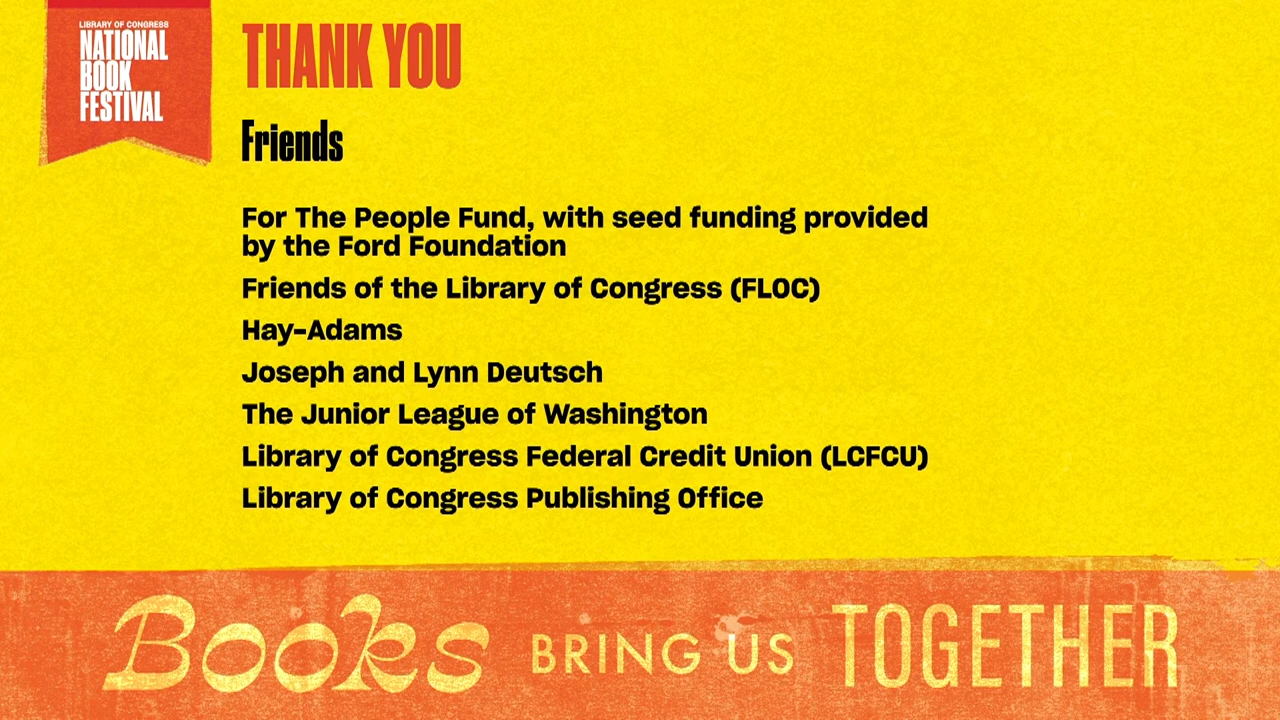 LIBRARY OF CONGRESS
NATIONAL
BOOK
FESTIVAL
THANK YOU
Friends
For The People Fund, with seed funding provided
by the Ford Foundation
Friends of the Library of Congress (FLOC)
Hay-Adams
Joseph and Lynn Deutsch
The Junior League of Washington
Library of Congress Federal Credit Union (LCFCU)
Library of Congress Publishing Office
Books BRING US TOGETHER